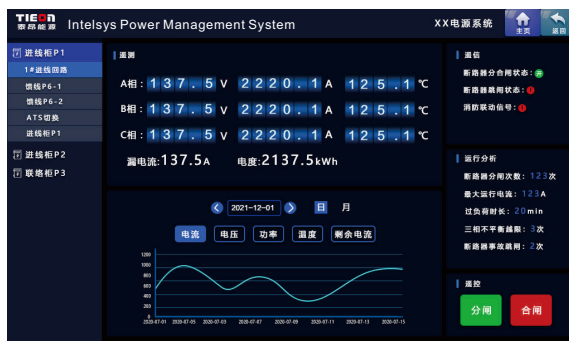 TIEON 泰昂能源 Intelsys Power Management System XX电源系统 主页 返回
进线柜P1
1#进线回路
馈线P6-1
馈线P6-2
ATS切换
进线柜P1
进线柜P2
联络柜P3
遥测
A相: 137.5 V 2220.1 A 125.1 ℃
B相: 137.5 V 2220.1 A 125.1 ℃
C相: 137.5 V 2220.1 A 125.1 ℃
漏电流:137.5A 电度:2137.5kWh
2021-12-01 日 月
电流 电压 功率 温度 剩余电流
1200
1000
800
600
400
200
0
2020-07-01 2020-07-05 2020-07-03 2020-07-07 2020-07-09 2020-07-11 2020-07-13 2020-07-15
遥信
断路器分合闸状态:
断路器跳闸状态:
消防联动信号:
运行分析
断路器分闸次数: 123次
最大运行电流: 123A
过负荷时长: 20min
三相不平衡越限: 3次
断路器事故跳闸: 2次
遥控
分闸 合闸